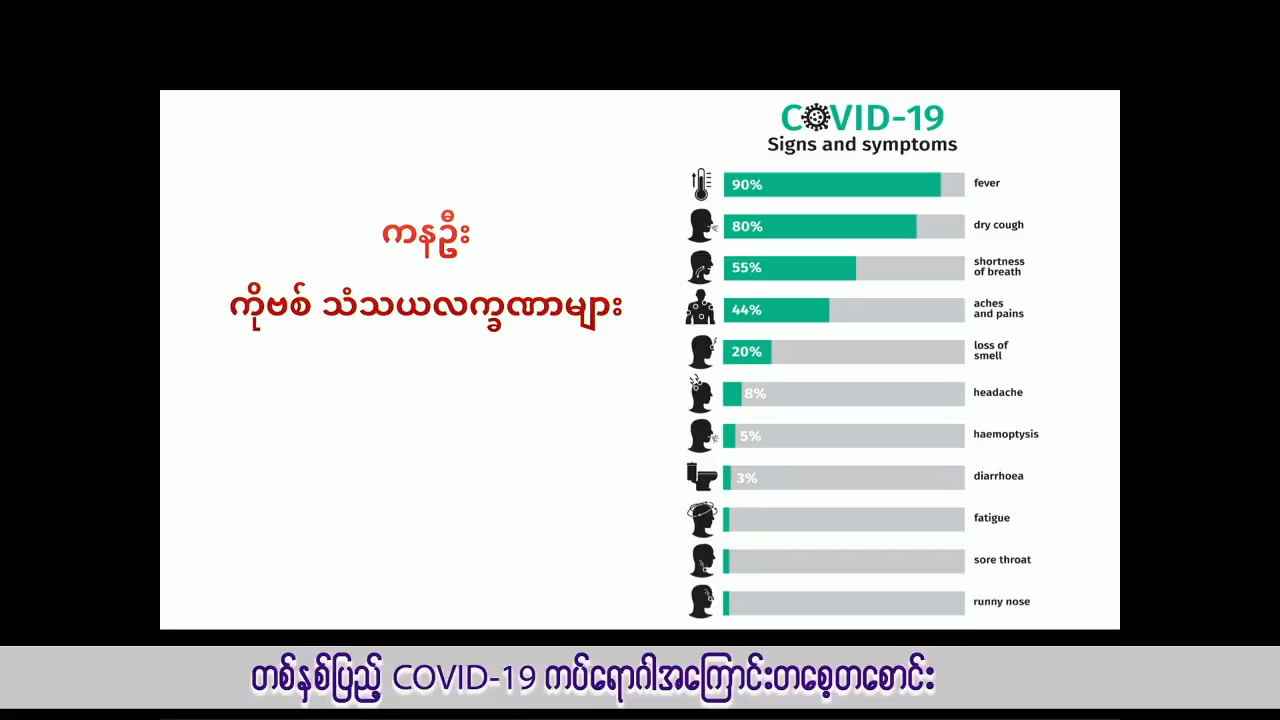 ကနဦး
ကိုဗစ် သံသယလက္ခဏာများ
COVID-19
Signs and symptoms
90% fever
80% dry cough
55% shortness
of breath
44% aches
and pains
20% loss of
smell
8% headache
5% haemoptysis
3% diarrhoea
fatigue
sore throat
runny nose
တစ်နှစ်ပြည့် COVID-19 ကပ်ရောဂါအကြောင်းတစေ့တစောင်း